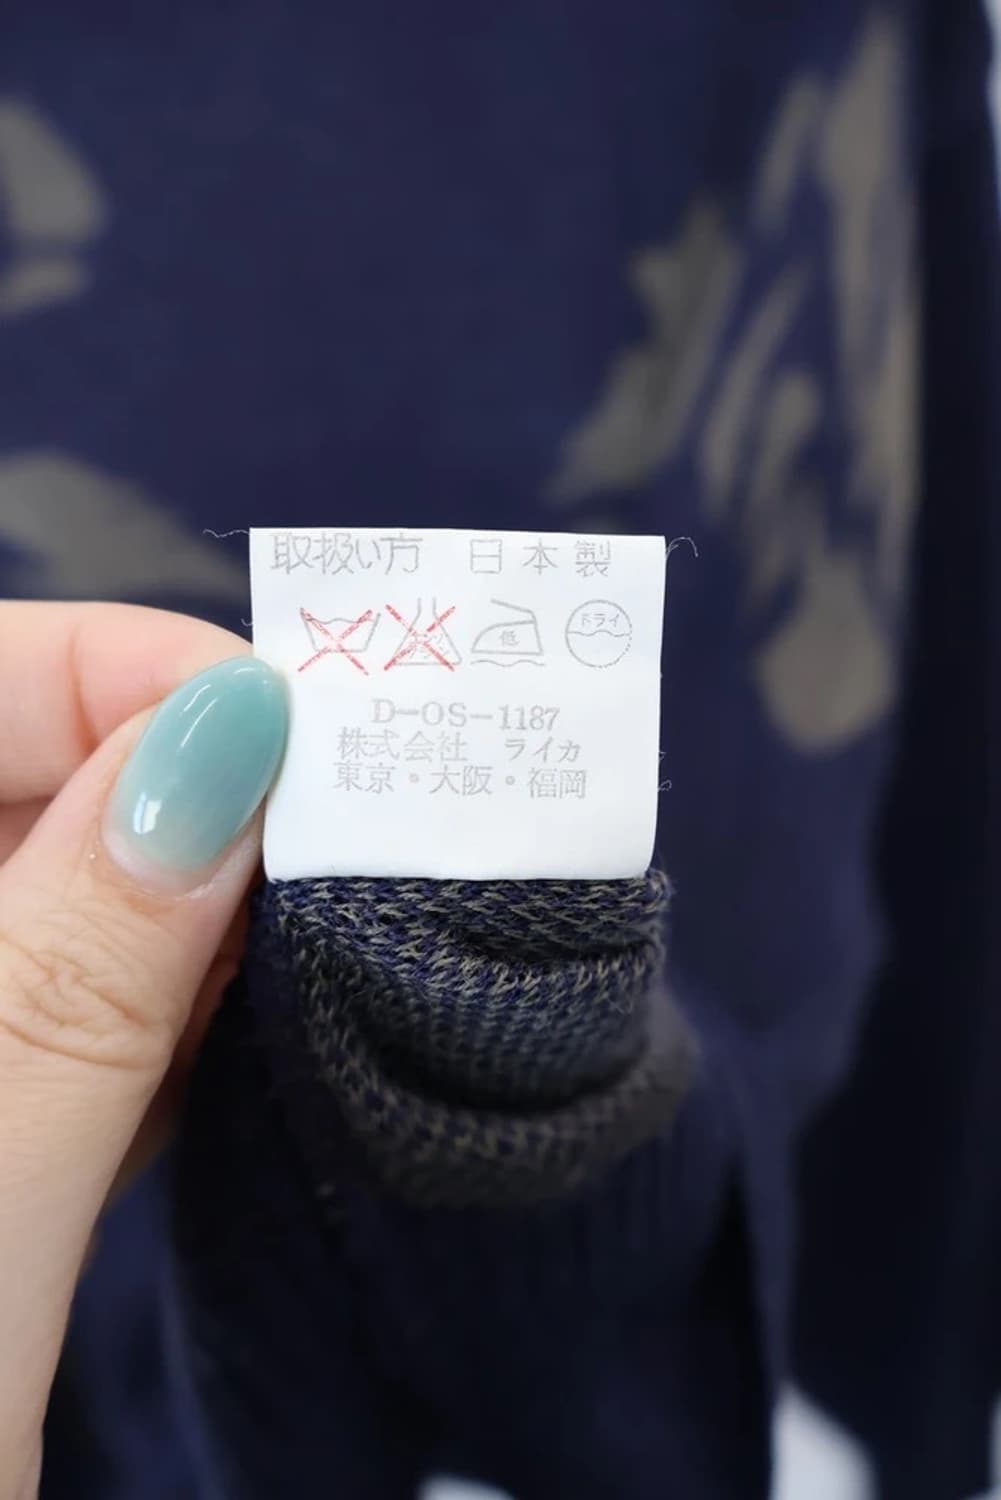 取扱い方 日本製
低 ドライ
D-OS-1187
株式会社 ライカ
東京・大阪・福岡